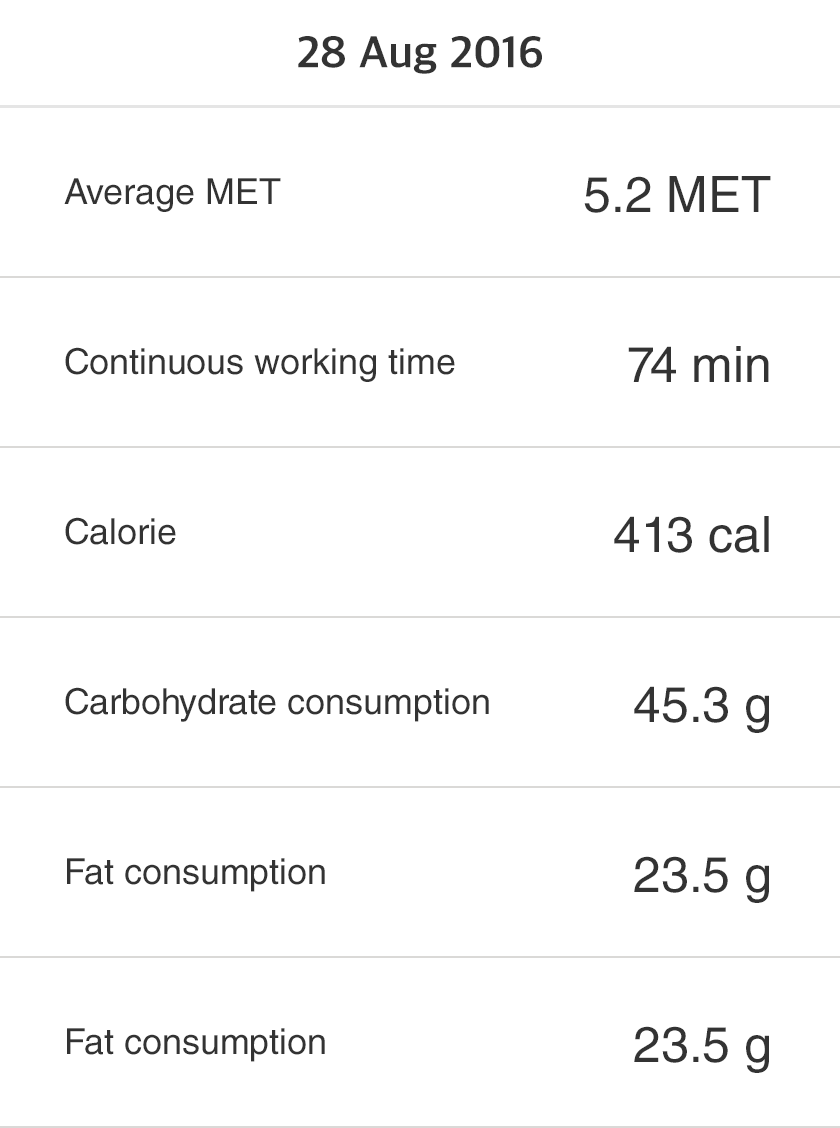 28 Aug 2016
Average MET 5.2 MET
Continuous working time 74 min
Calorie 413 cal
Carbohydrate consumption 45.3 g
Fat consumption 23.5 g
Fat consumption 23.5 g